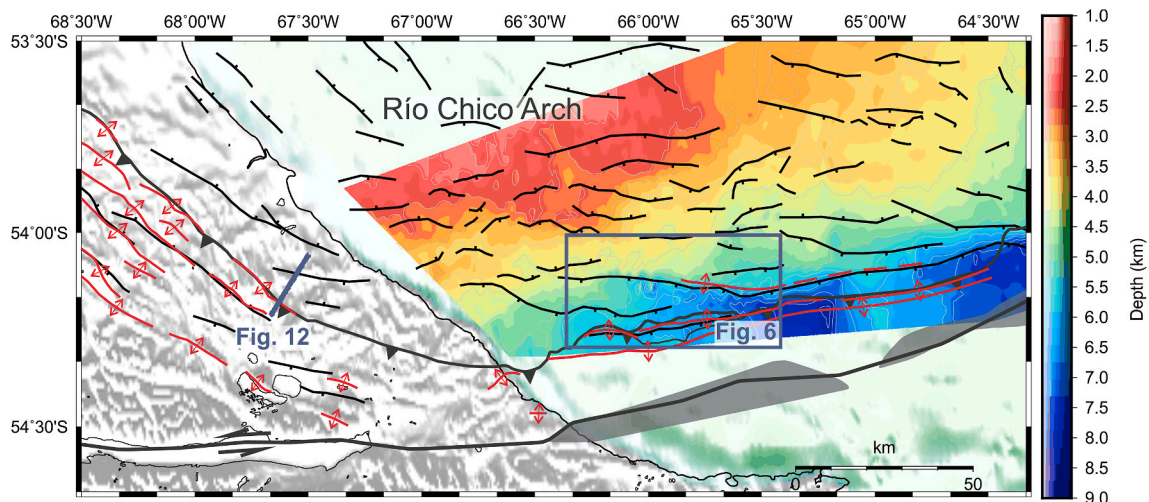 68°30'W 68°00'W 67°30'W 67°00'W 66°30'W 66°00'W 65°30'W 65°00'W 64°30'W
53°30'S
54°00'S
54°30'S
Río Chico Arch
Fig. 12
Fig. 6
km
0 50
1.0
1.5
2.0
2.5
3.0
3.5
4.0
4.5
5.0
5.5
6.0
6.5
7.0
7.5
8.0
8.5
9.0
Depth (km)